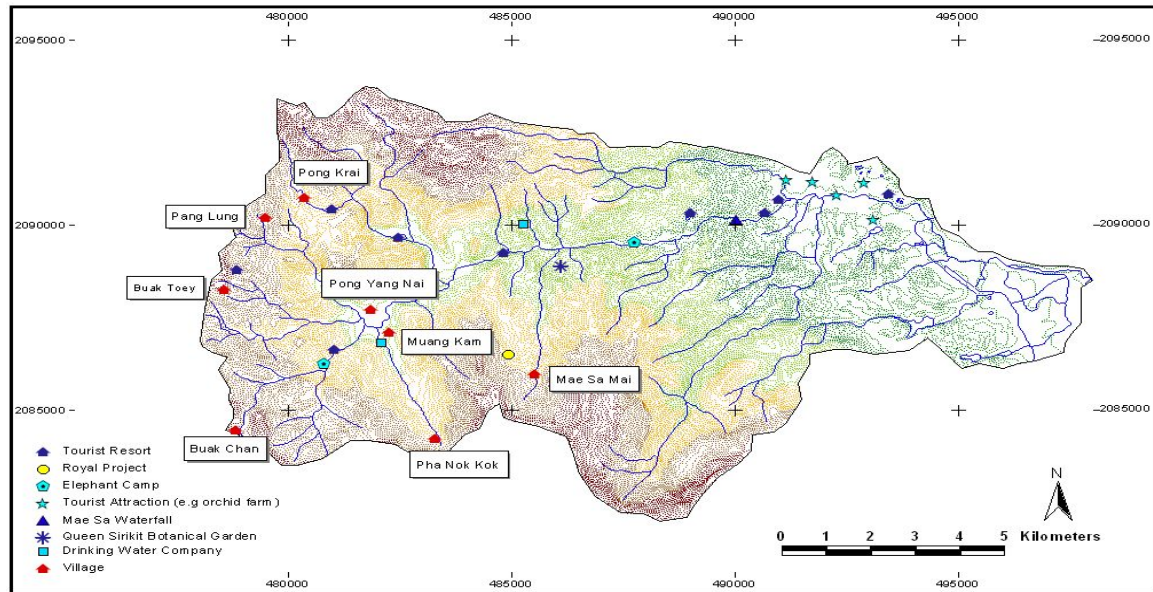 480000 485000 490000 495000
2095000 2095000
Pong Krai
Pang Lung
2090000 2090000
Pong Yang Nai
Buak Toey
Muang Kam
Mae Sa Mai
2085000 2085000
Buak Chan
Pha Nok Kok
Tourist Resort
Royal Project
Elephant Camp
Tourist Attraction (e.g orchid farm)
Mae Sa Waterfall
Queen Sirikit Botanical Garden
Drinking Water Company
Village
N
0 1 2 3 4 5 Kilometers
480000 485000 490000 495000